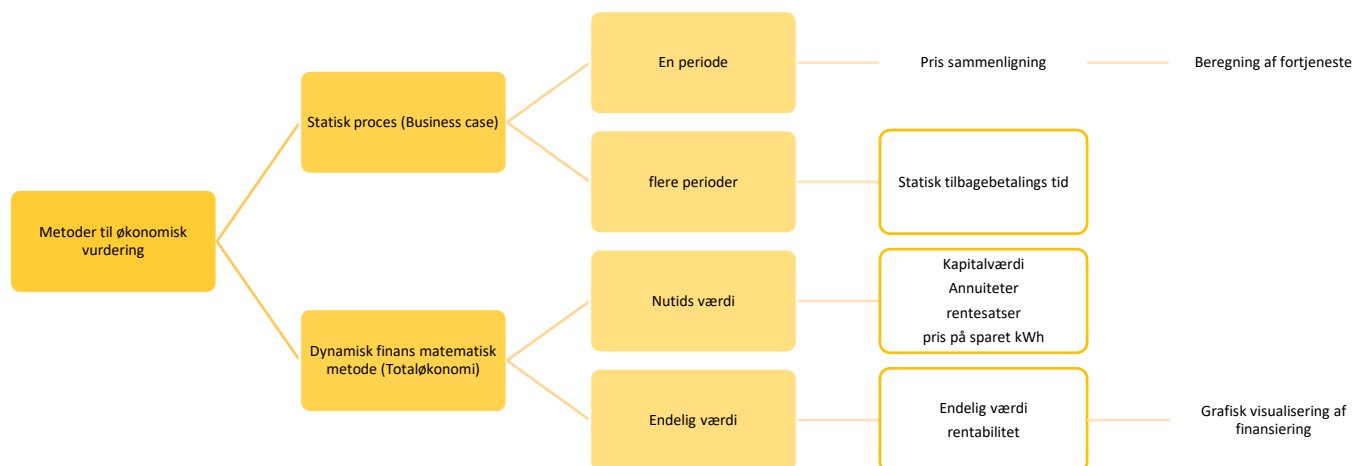 Metoder til økonomisk
vurdering
Statisk proces (Business case)
En periode
Pris sammenligning
Beregning af fortjeneste
flere perioder
Statisk tilbagebetalings tid
Dynamisk finans matematisk
metode (Totaløkonomi)
Nutids værdi
Kapitalværdi
Annuiteter
rentesatser
pris på sparet kWh
Endelig værdi
Endelig værdi
rentabilitet
Grafisk visualisering af
finansiering